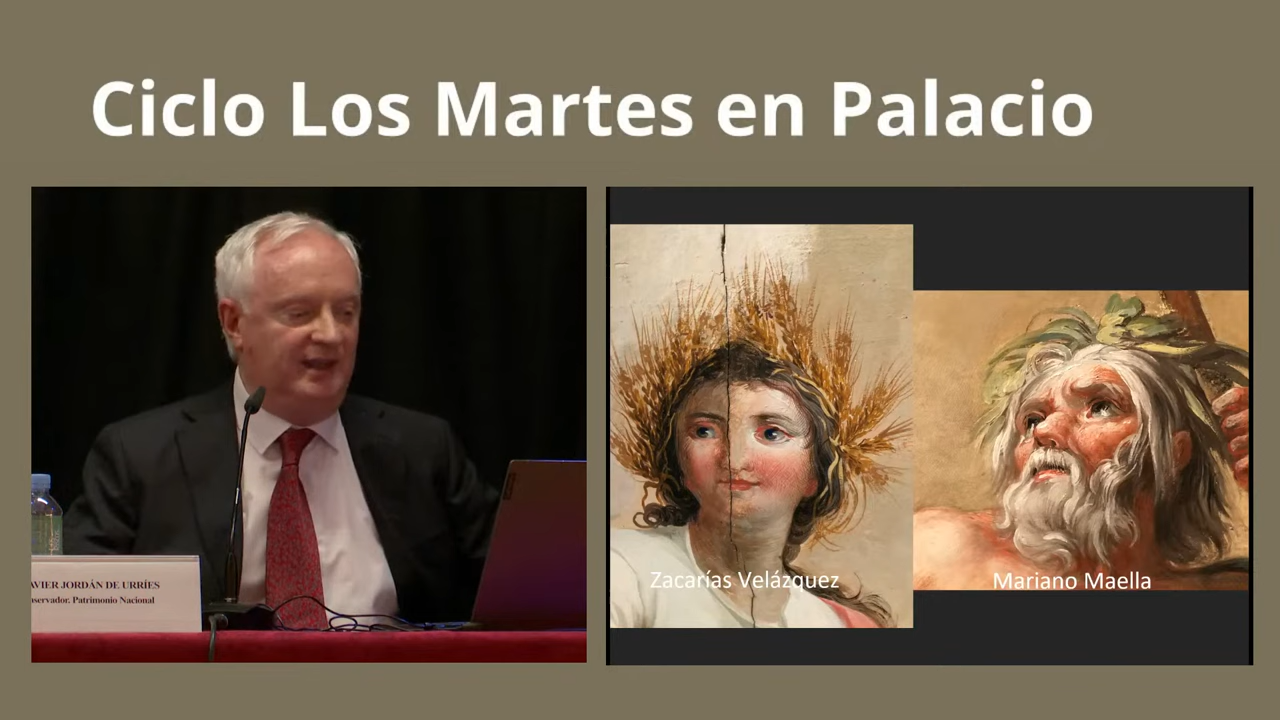 Ciclo Los Martes en Palacio
AVIER JORDÁN DE URRÍES
nservador. Patrimonio Nacional
Zacarías Velázquez
Mariano Maella